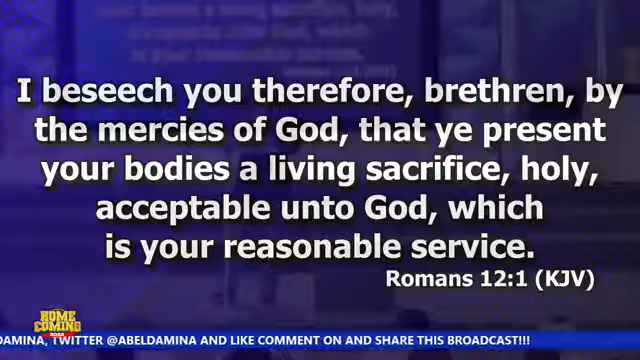 I beseech you therefore, brethren, by
the mercies of God, that ye present
your bodies a living sacrifice, holy,
acceptable unto God, which
is your reasonable service.
Romans 12:1 (KJV)
HOME
COMING
DAMINA, TWITTER @ABELDAMINA AND LIKE COMMENT ON AND SHARE THIS BROADCAST!!!